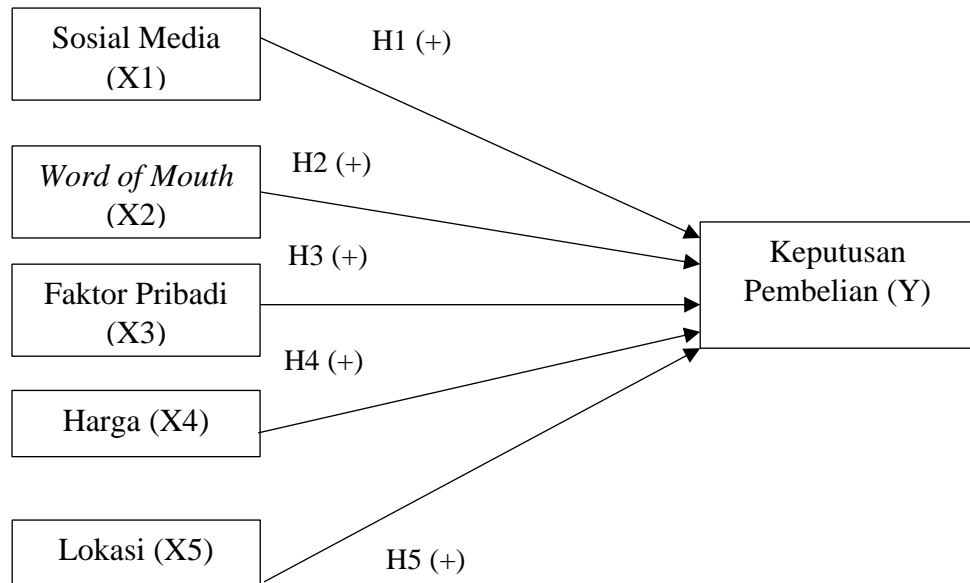 Sosial Media
(X1)
H1 (+)
Word of Mouth
(X2)
H2 (+)
Faktor Pribadi
(X3)
H3 (+)
Harga (X4)
H4 (+)
Lokasi (X5)
H5 (+)
Keputusan
Pembelian (Y)